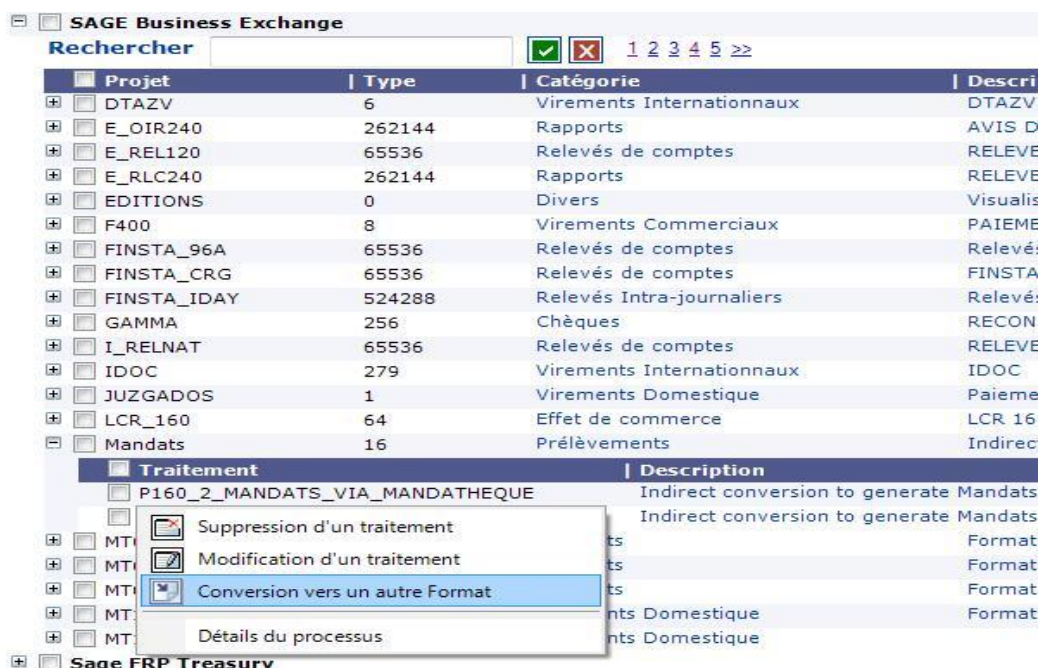 SAGE Business Exchange
Rechercher 1 2 3 4 5 >>
Projet | Type | Catégorie | Descri
DTAZV 6 Virements Internationnaux DTAZV
E_OIR240 262144 Rapports AVIS D
E_REL120 65536 Relevés de comptes RELEVE
E_RLC240 262144 Rapports RELEVE
EDITIONS 0 Divers Visualis
F400 8 Virements Commerciaux PAIEME
FINSTA_96A 65536 Relevés de comptes Relevés
FINSTA_CRG 65536 Relevés de comptes FINSTA
FINSTA_IDAY 524288 Relevés Intra-journaliers Relevés
GAMMA 256 Chèques RECON
I_RELNAT 65536 Relevés de comptes RELEVE
IDOC 279 Virements Internationnaux IDOC
JUZGADOS 1 Virements Domestique Paieme
LCR_160 64 Effet de commerce LCR 16
Mandats 16 Prélèvements Indirec
Traitement | Description
P160_2_MANDATS_VIA_MANDATHEQUE Indirect conversion to generate Mandats
Indirect conversion to generate Mandats
Suppression d'un traitement
Modification d'un traitement
Conversion vers un autre Format
Détails du processus
MT ts Format
MT ts Format
MT ts Format
MT nts Domestique Format
MT nts Domestique
Sage FRP Treasury